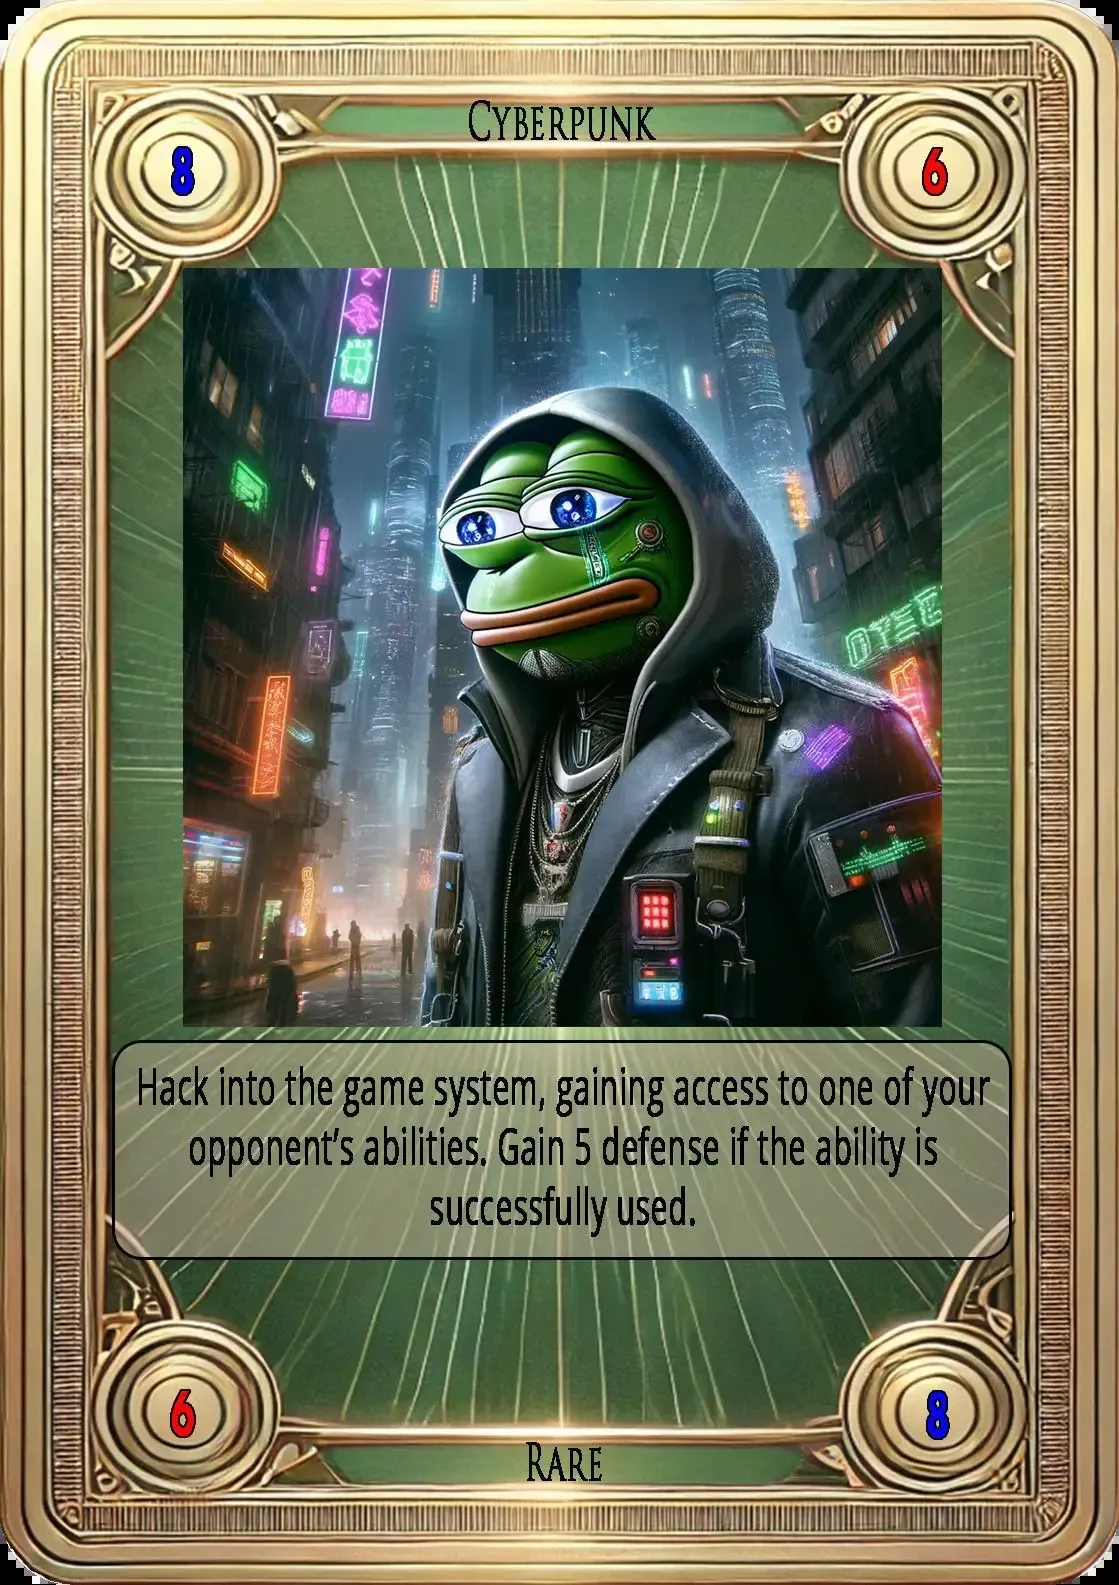 Cyberpunk
8
6
Hack into the game system, gaining access to one of your
opponent’s abilities. Gain 5 defense if the ability is
successfully used.
6
8
Rare